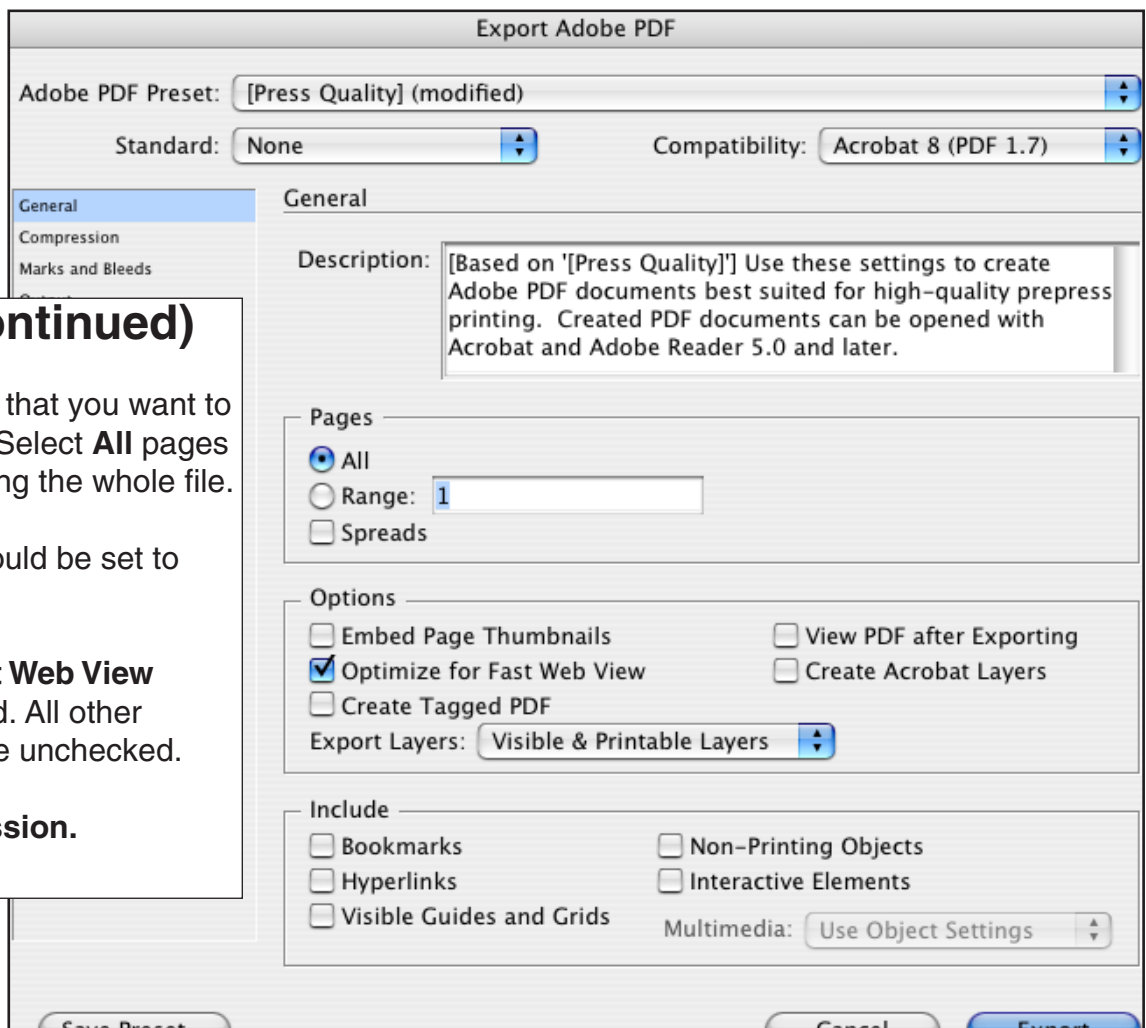 Export Adobe PDF
Adobe PDF Preset: [Press Quality] (modified)
Standard: None Compatibility: Acrobat 8 (PDF 1.7)
General
Compression
Marks and Bleeds
General
Description: [Based on '[Press Quality]'] Use these settings to create
Adobe PDF documents best suited for high-quality prepress
printing. Created PDF documents can be opened with
Acrobat and Adobe Reader 5.0 and later.
ontinued)
that you want to
Select All pages
ng the whole file.
ould be set to
t Web View
d. All other
e unchecked.
ssion.
Pages
All
Range: 1
Spreads
Options
Embed Page Thumbnails View PDF after Exporting
Optimize for Fast Web View Create Acrobat Layers
Create Tagged PDF
Export Layers: Visible & Printable Layers
Include
Bookmarks Non-Printing Objects
Hyperlinks Interactive Elements
Visible Guides and Grids Multimedia: Use Object Settings
Save Preset... Cancel Export